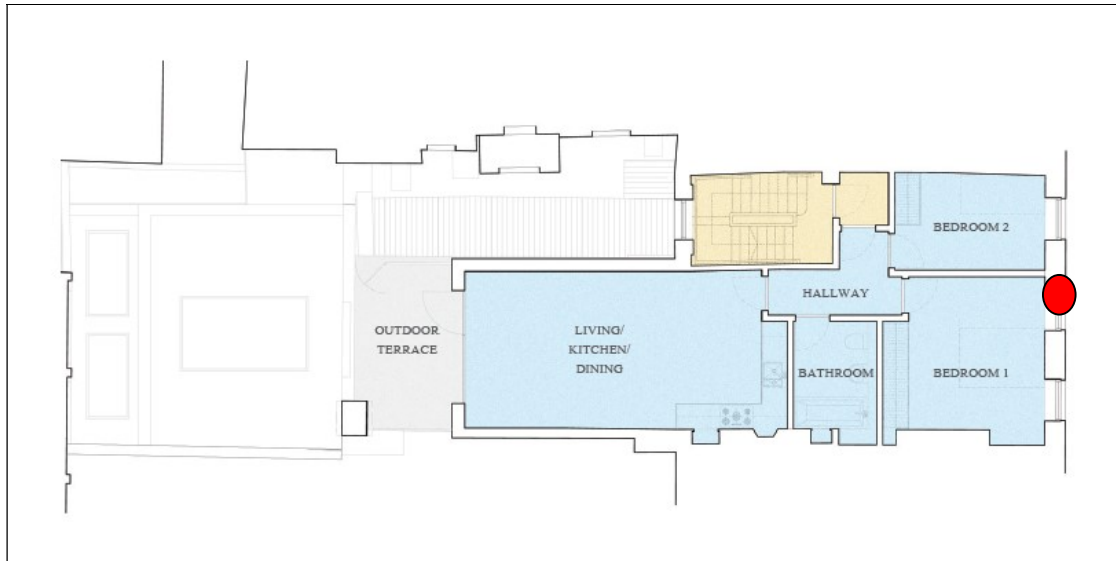 BEDROOM 2
HALLWAY
OUTDOOR
TERRACE
LIVING/
KITCHEN/
DINING
BATHROOM
BEDROOM 1